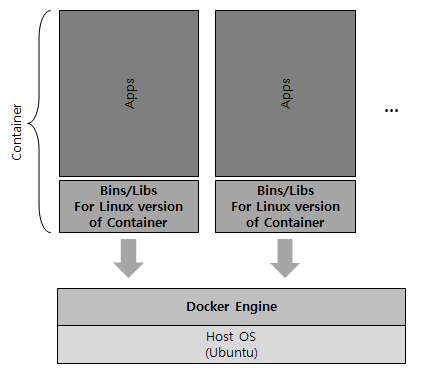 Container
Apps
Apps
...
Bins/Libs
For Linux version
of Container
Bins/Libs
For Linux version
of Container
Docker Engine
Host OS
(Ubuntu)